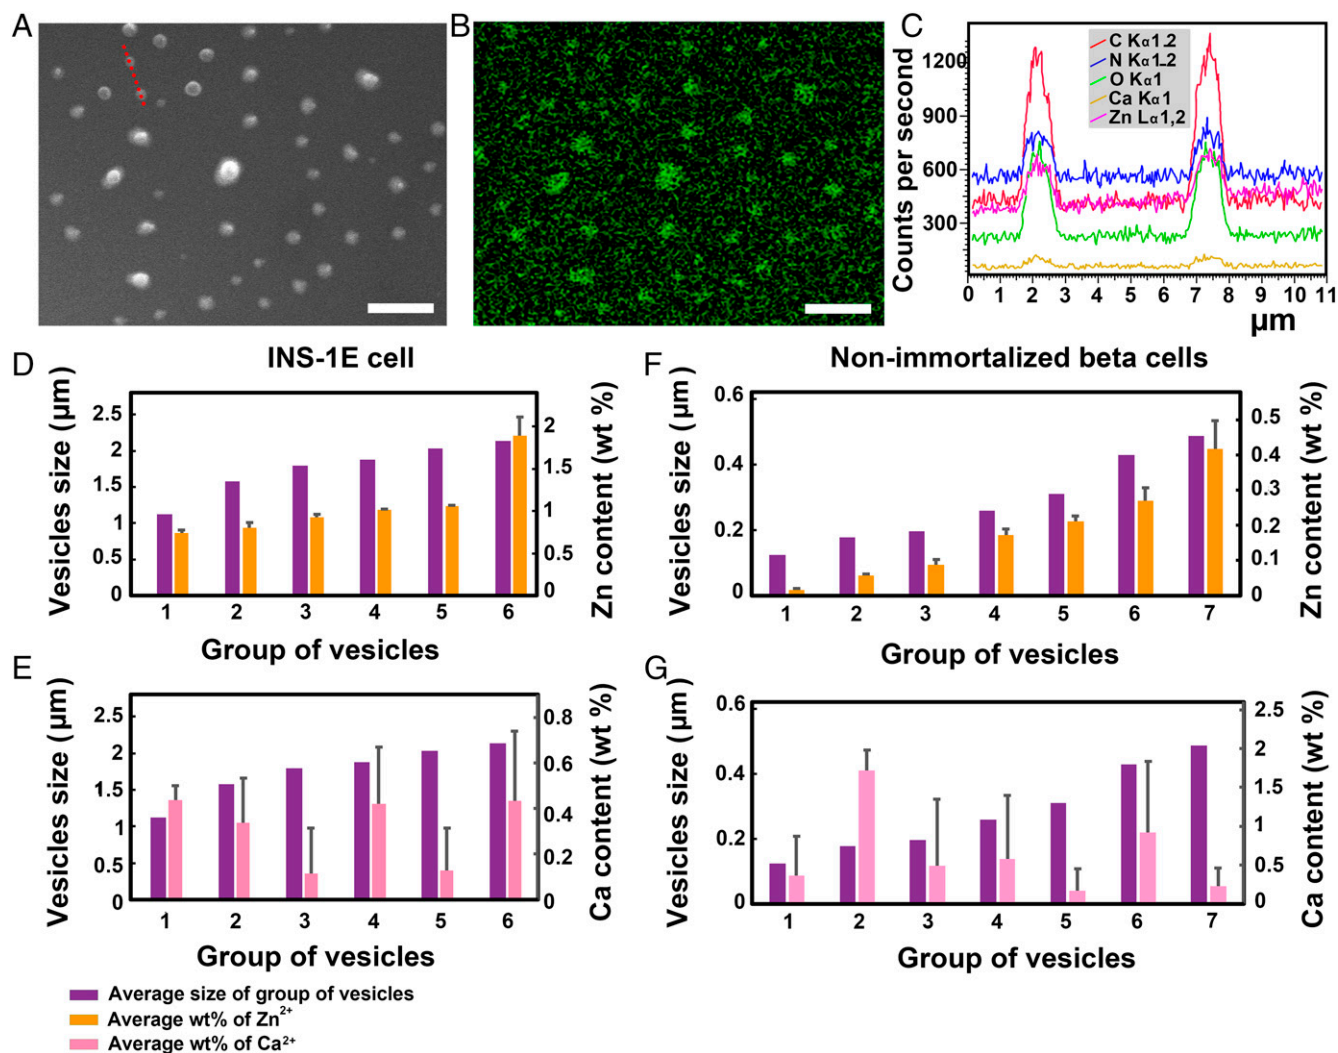 A
B
C
C Kα1_2
N Kα1_2
O Kα1
Ca Kα1
Zn Lα1,2
Counts per second
1200
900
600
300
0 1 2 3 4 5 6 7 8 9 10 11
µm
D
INS-1E cell
Vesicles size (µm)
2.5
2
1.5
1
0.5
0
Zn content (wt %)
2
1.5
1
0.5
0
1 2 3 4 5 6
Group of vesicles
F
Non-immortalized beta cells
Vesicles size (µm)
0.6
0.4
0.2
0
Zn content (wt %)
0.5
0.4
0.3
0.2
0.1
0
1 2 3 4 5 6 7
Group of vesicles
E
Vesicles size (µm)
2.5
2
1.5
1
0.5
0
Ca content (wt %)
0.8
0.6
0.4
0.2
0
1 2 3 4 5 6
Group of vesicles
G
Vesicles size (µm)
0.6
0.4
0.2
0
Ca content (wt %)
2.5
2
1.5
1
0.5
0
1 2 3 4 5 6 7
Group of vesicles
Average size of group of vesicles
Average wt% of Zn²⁺
Average wt% of Ca²⁺